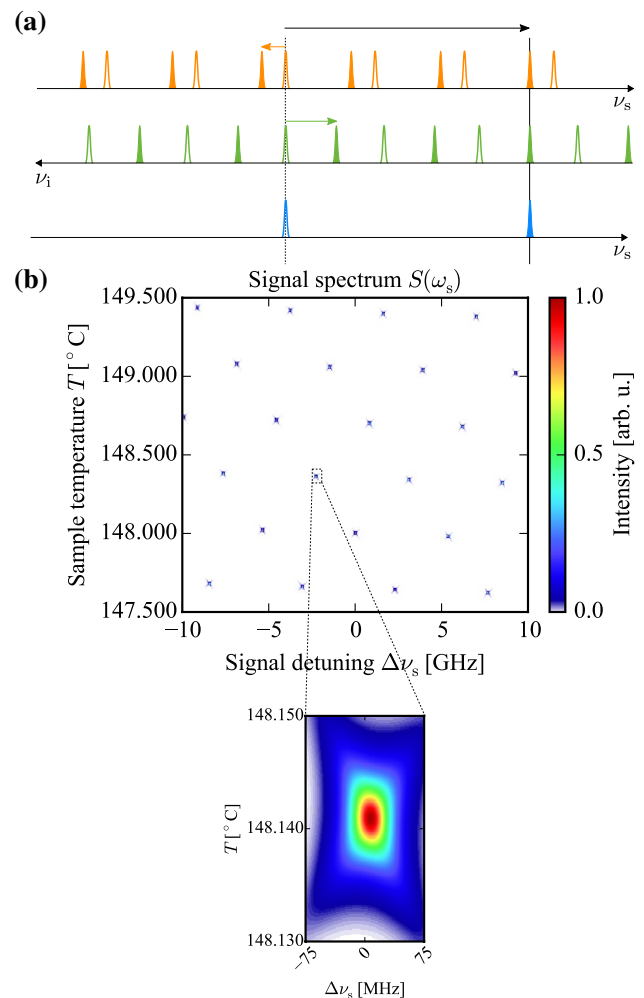 (a)
νs
νi
νs
(b)
Signal spectrum S(ωs)
149.500
149.000
148.500
148.000
147.500
Sample temperature T [°C]
−10
−5
0
5
10
Signal detuning Δνs [GHz]
1.0
0.5
0.0
Intensity [arb. u.]
148.150
148.140
148.130
T [°C]
−75
0
75
Δνs [MHz]